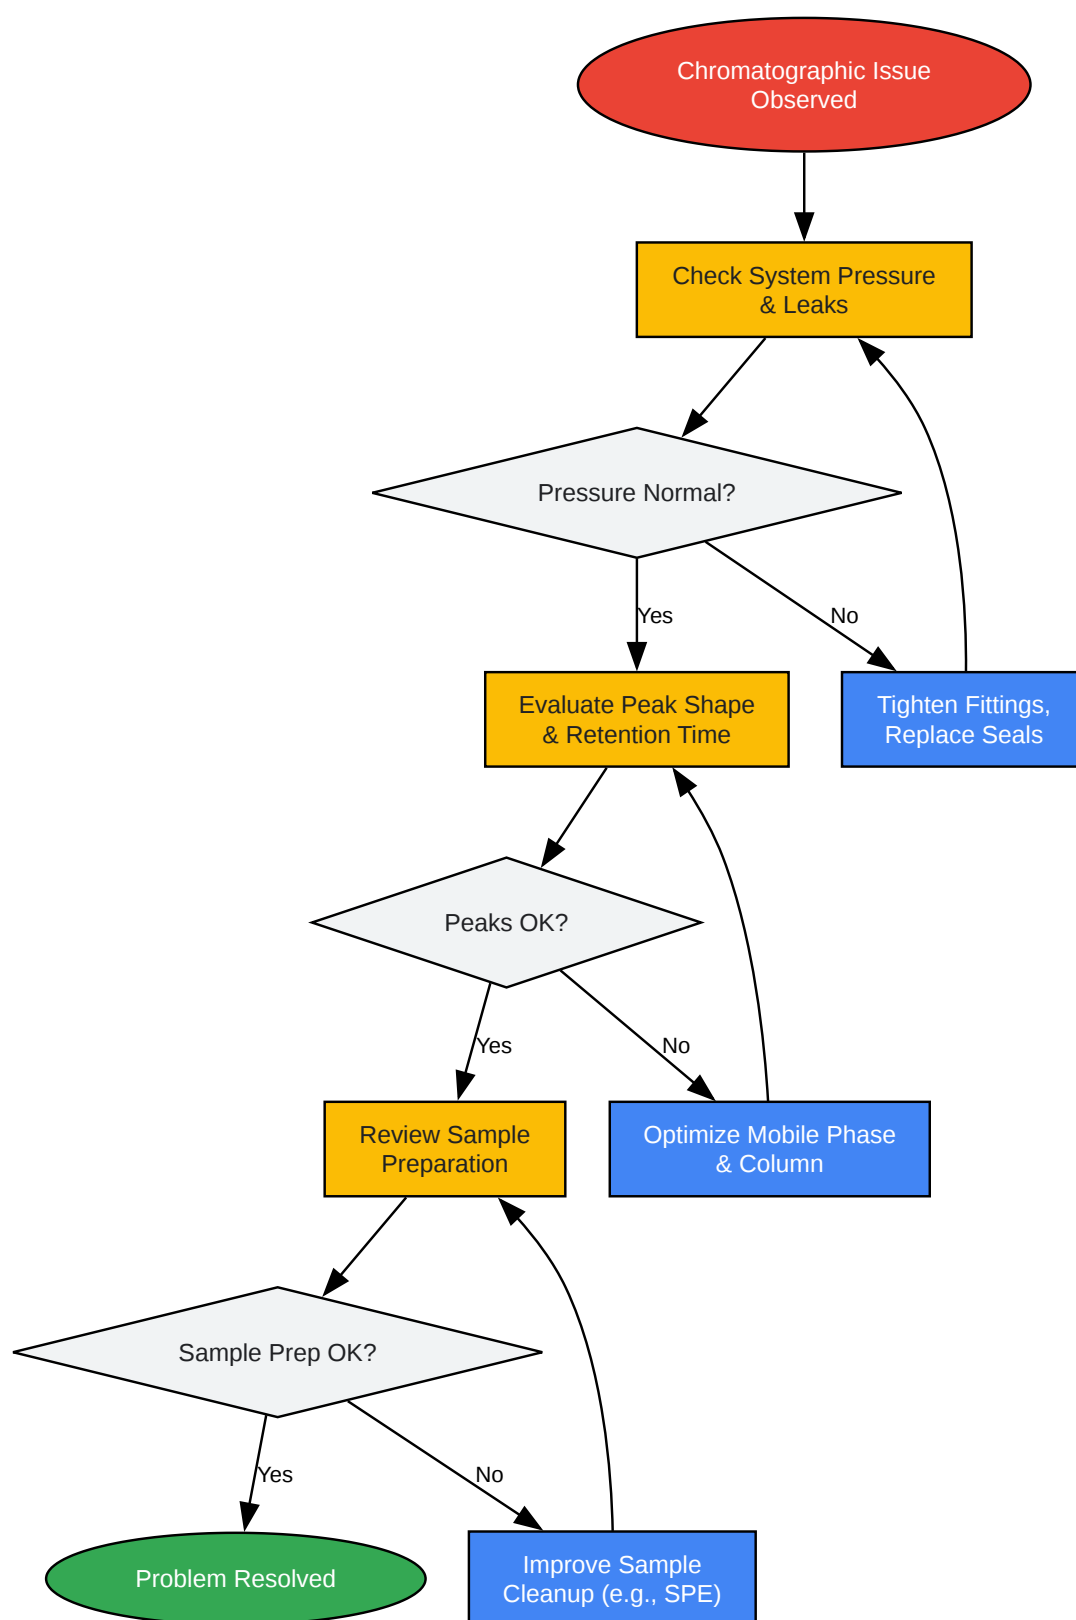 Chromatographic Issue
Observed
Check System Pressure
& Leaks
Pressure Normal?
Yes
No
Evaluate Peak Shape
& Retention Time
Tighten Fittings,
Replace Seals
Peaks OK?
Yes
No
Review Sample
Preparation
Optimize Mobile Phase
& Column
Sample Prep OK?
Yes
No
Problem Resolved
Improve Sample
Cleanup (e.g., SPE)